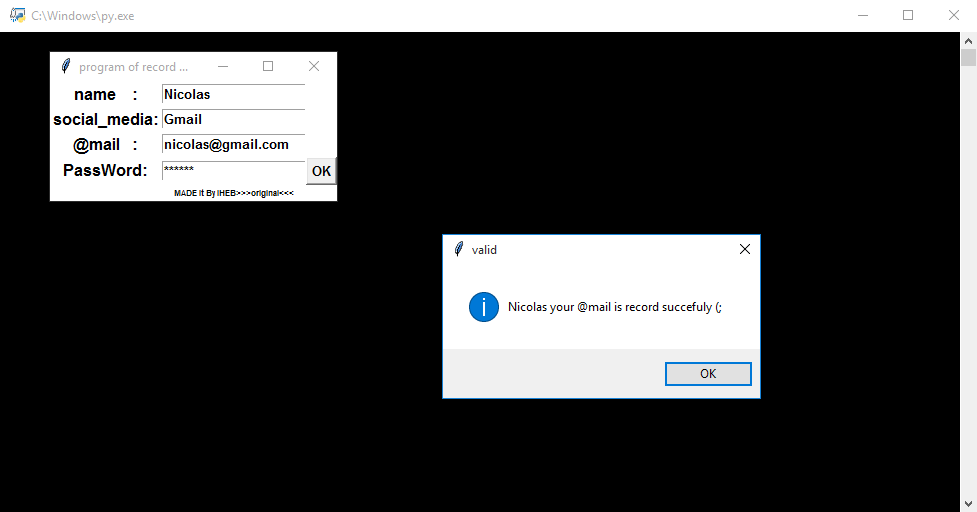 C:\Windows\py.exe
program of record ...
name :
Nicolas
social_media:
Gmail
@mail :
nicolas@gmail.com
PassWord:
******
OK
MADE it By IHEB>>>original<<<
valid
Nicolas your @mail is record succefuly (;
OK